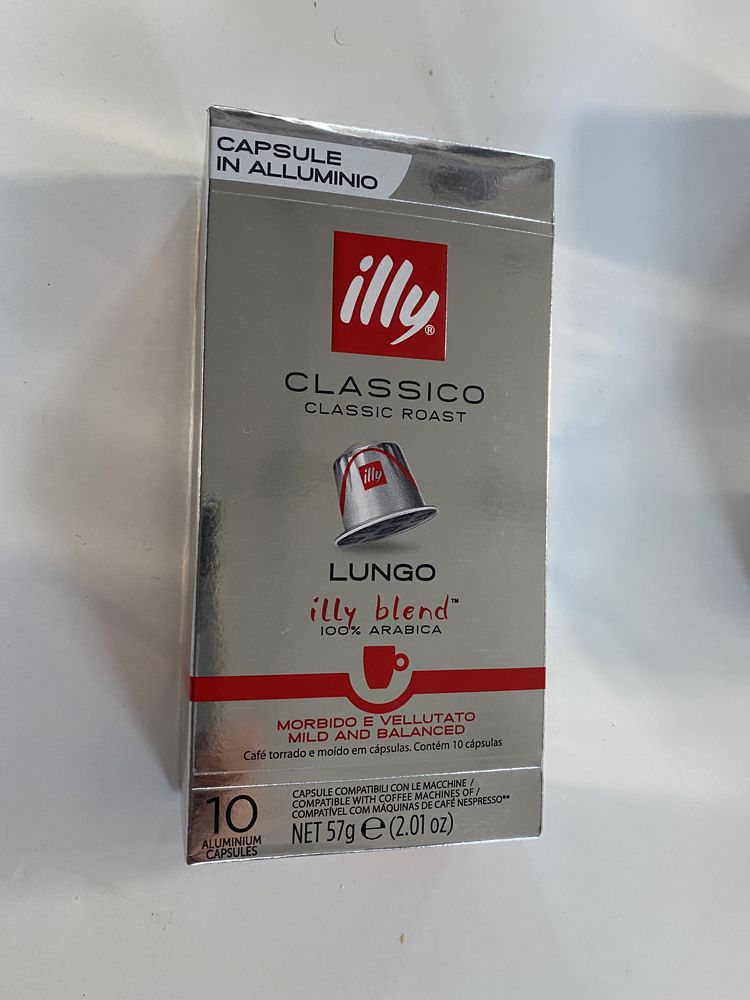 CAPSULE
IN ALLUMINIO
illy®
CLASSICO
CLASSIC ROAST
illy
LUNGO
illy blend™
100% ARABICA
MORBIDO E VELLUTATO
MILD AND BALANCED
Café torrado e moído em cápsulas. Contém 10 cápsulas
10
ALUMINIUM
CAPSULES
CAPSULE COMPATIBILI CON LE MACCHINE /
COMPATIBLE WITH COFFEE MACHINES OF /
COMPATÍVEL COM MÁQUINAS DE CAFÉ NESPRESSO**
NET 57g ℮ (2.01 oz)